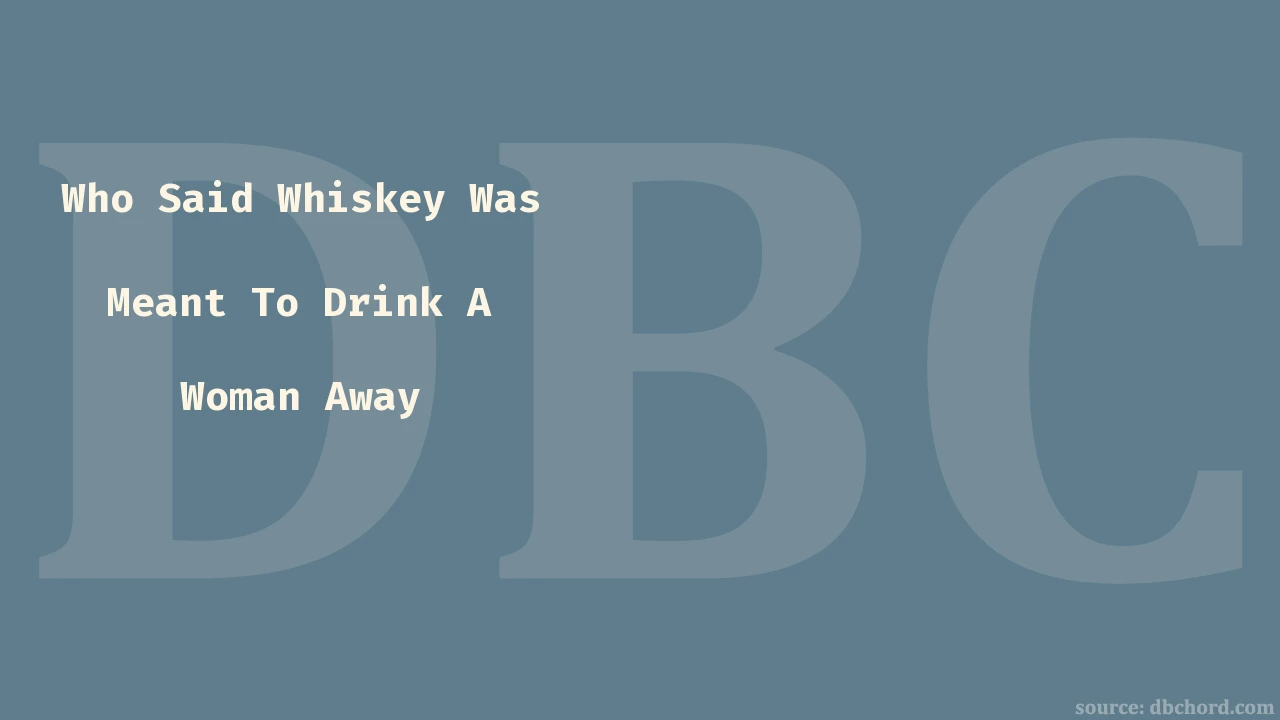 Who Said Whiskey Was
Meant To Drink A
Woman Away
DBC
source: dbchord.com